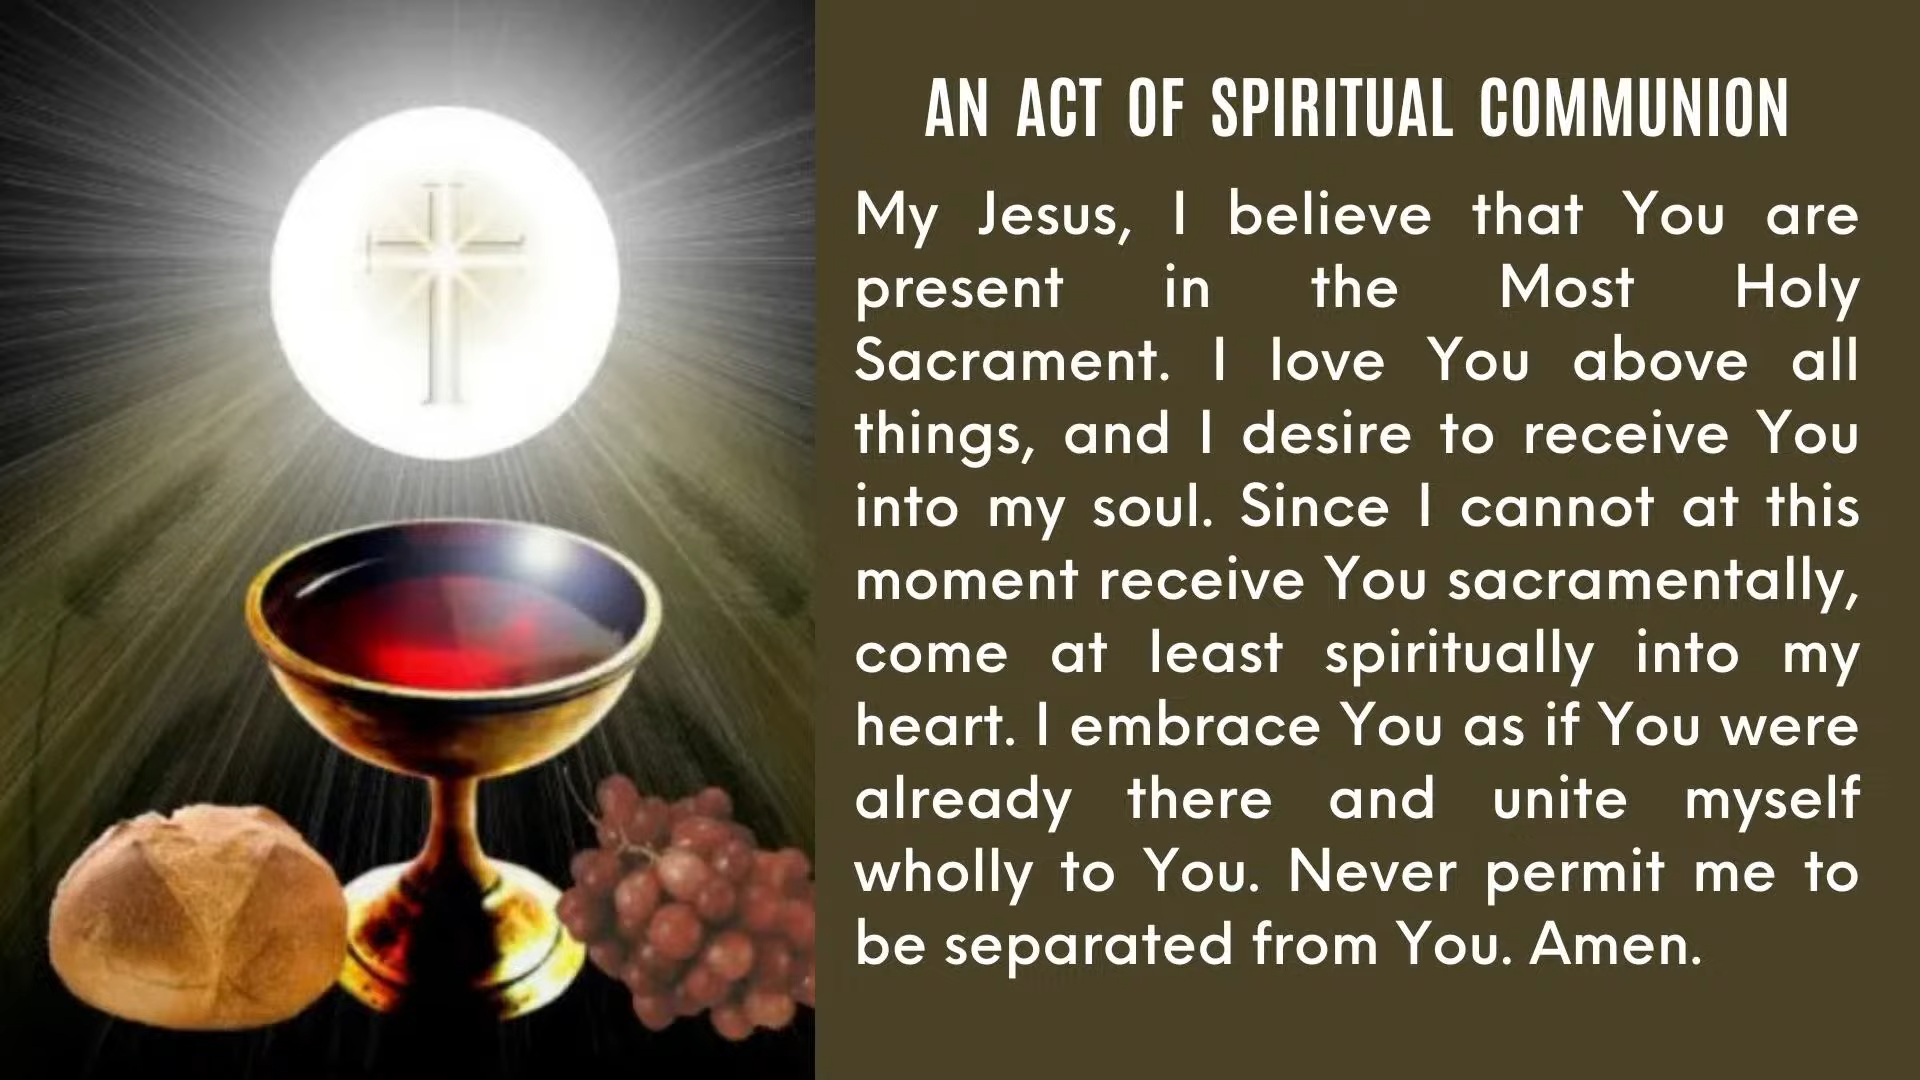 AN ACT OF SPIRITUAL COMMUNION
My Jesus, I believe that You are
present in the Most Holy
Sacrament. I love You above all
things, and I desire to receive You
into my soul. Since I cannot at this
moment receive You sacramentally,
come at least spiritually into my
heart. I embrace You as if You were
already there and unite myself
wholly to You. Never permit me to
be separated from You. Amen.